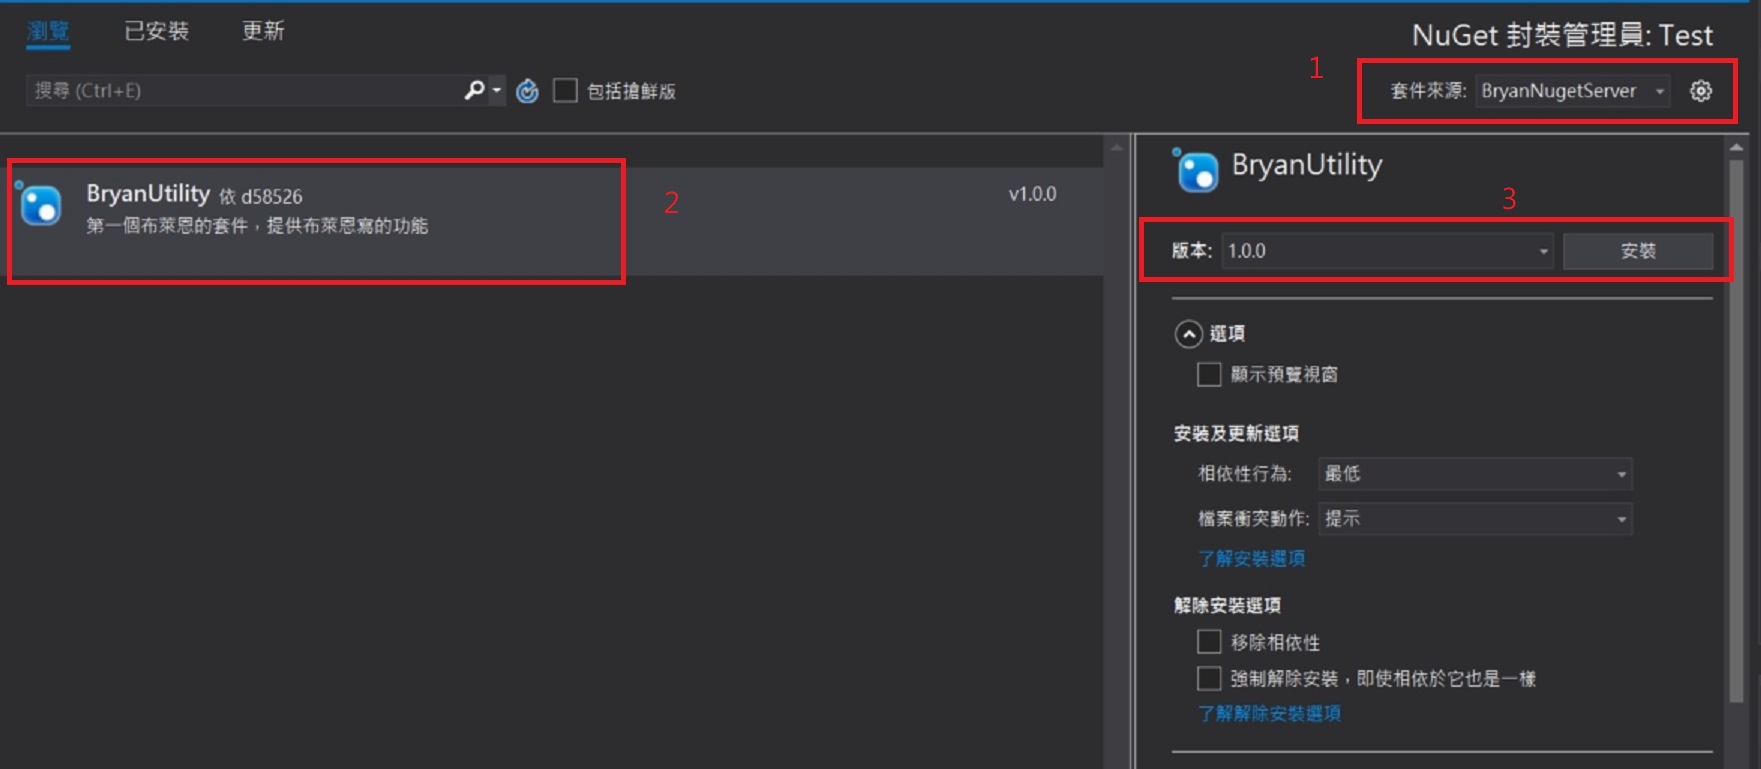 瀏覽 已安裝 更新
NuGet 封裝管理員: Test
搜尋 (Ctrl+E)
包括搶鮮版
1
套件來源: BryanNugetServer
BryanUtility 依 d58526
v1.0.0
第一個布萊恩的套件，提供布萊恩寫的功能
2
BryanUtility
3
版本: 1.0.0 安裝
選項
顯示預覽視窗
安裝及更新選項
相依性行為: 最低
檔案衝突動作: 提示
了解安裝選項
解除安裝選項
移除相依性
強制解除安裝，即使相依於它也是一樣
了解解除安裝選項